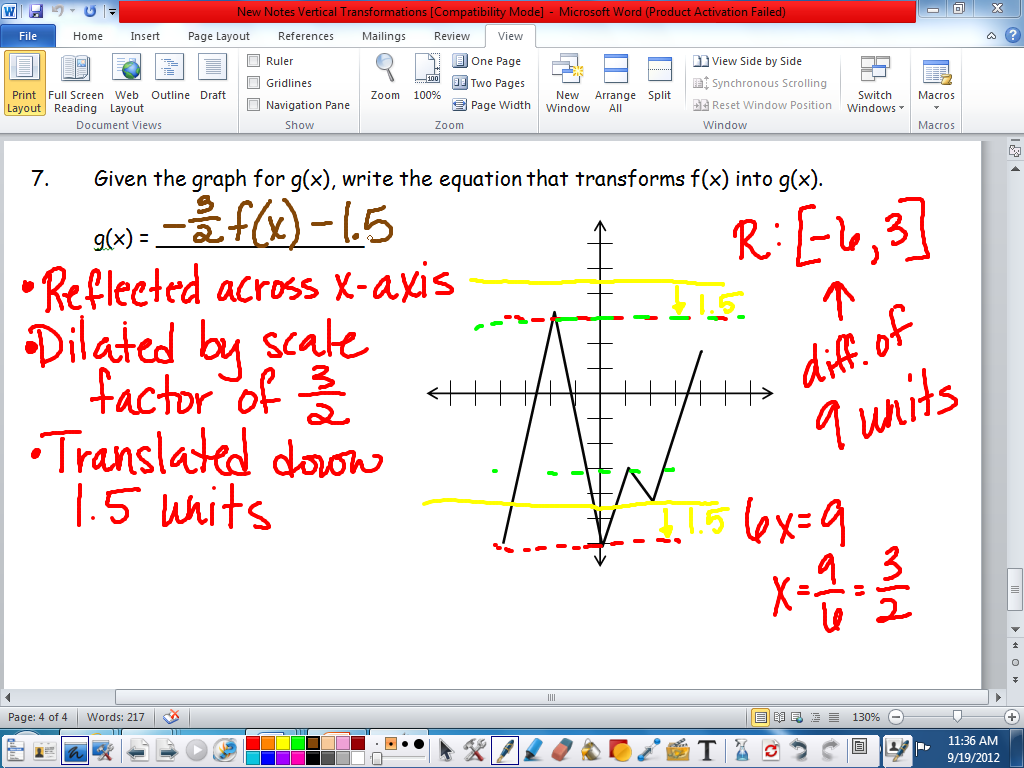 New Notes Vertical Transformations [Compatibility Mode] - Microsoft Word (Product Activation Failed)
File Home Insert Page Layout References Mailings Review View
Print Layout
Full Screen Reading
Web Layout
Outline
Draft
Document Views
Ruler
Gridlines
Navigation Pane
Show
Zoom
100%
One Page
Two Pages
Page Width
Zoom
New Window
Arrange All
Split
View Side by Side
Synchronous Scrolling
Reset Window Position
Window
Switch Windows
Macros
Macros
7. Given the graph for g(x), write the equation that transforms f(x) into g(x).
g(x) = -3/2 f(x) - 1.5
• Reflected across x-axis
• Dilated by scale
factor of 3/2
• Translated down
1.5 units
1.5
1.5
R: [-6, 3]
diff. of
9 units
6x = 9
x = 9/6 = 3/2
Page: 4 of 4 Words: 217 130%
11:36 AM
9/19/2012